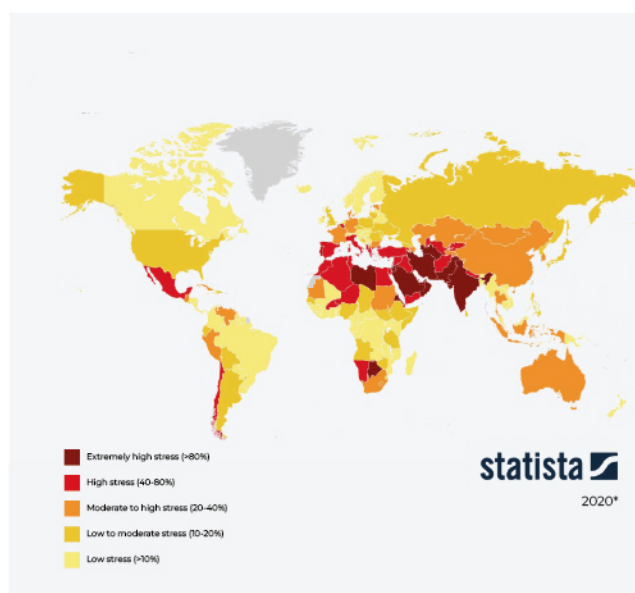 Extremely high stress (>80%)
High stress (40-80%)
Moderate to high stress (20-40%)
Low to moderate stress (10-20%)
Low stress (>10%)
statista
2020*